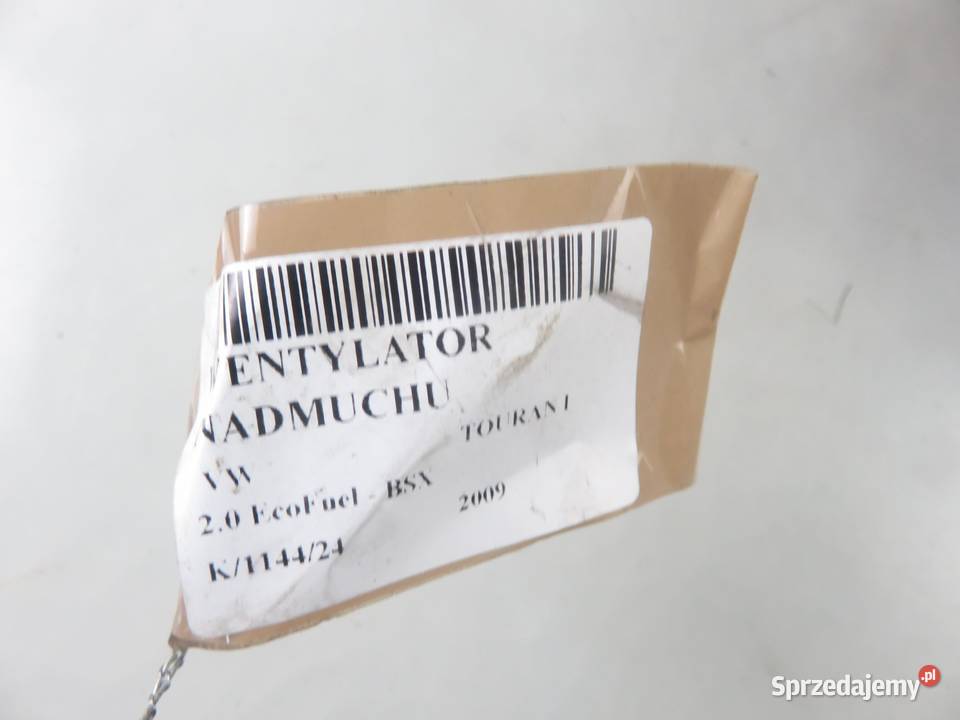 VENTYLATOR
NADMUCHU
VW TOURAN I
2.0 EcoFuel - BSX 2009
K/1144/24
Sprzedajemy.pl